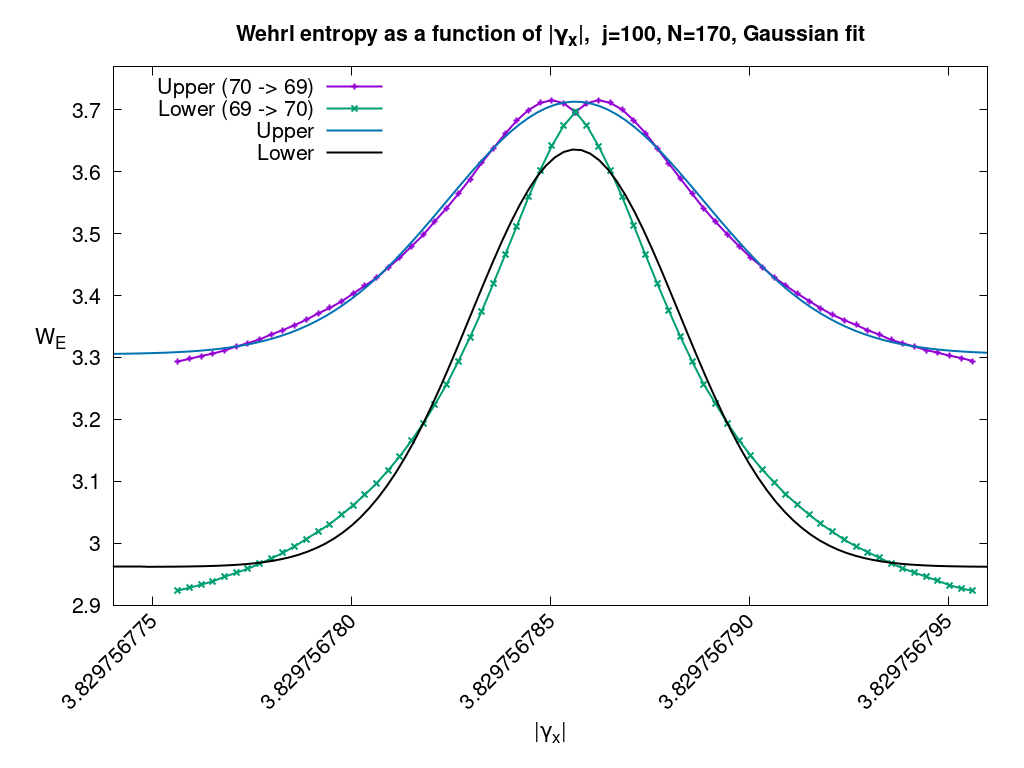 Wehrl entropy as a function of |γx|, j=100, N=170, Gaussian fit
Upper (70 -> 69)
Lower (69 -> 70)
Upper
Lower
3.7
3.6
3.5
3.4
3.3
3.2
3.1
3
2.9
WE
3.829756775
3.829756780
3.829756785
3.829756790
3.829756795
|γx|